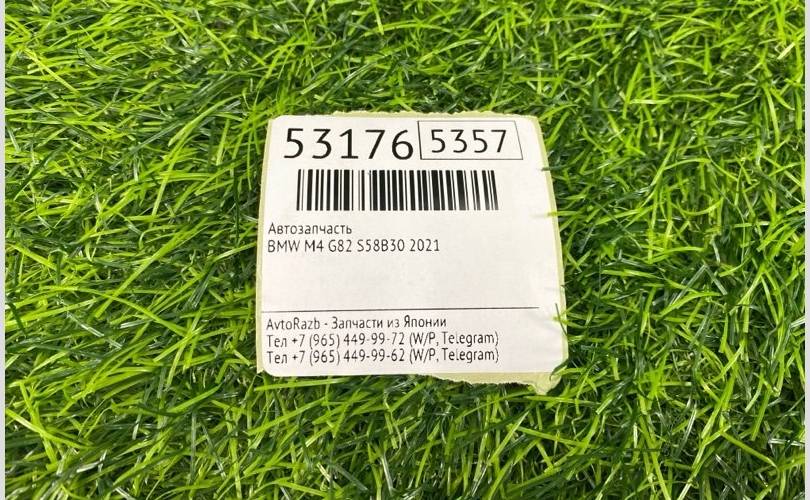 53176 5357
Автозапчасть
BMW M4 G82 S58B30 2021
AvtoRazb - Запчасти из Японии
Тел +7 (965) 449-99-72 (W/P, Telegram)
Тел +7 (965) 449-99-62 (W/P, Telegram)